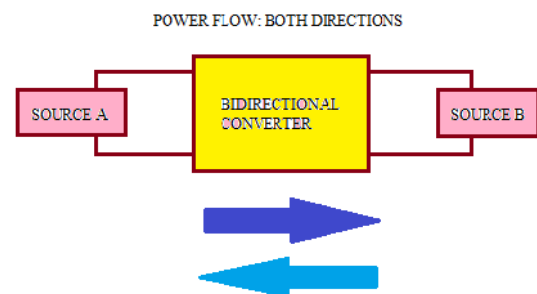 POWER FLOW: BOTH DIRECTIONS
SOURCE A
BIDIRECTIONAL
CONVERTER
SOURCE B